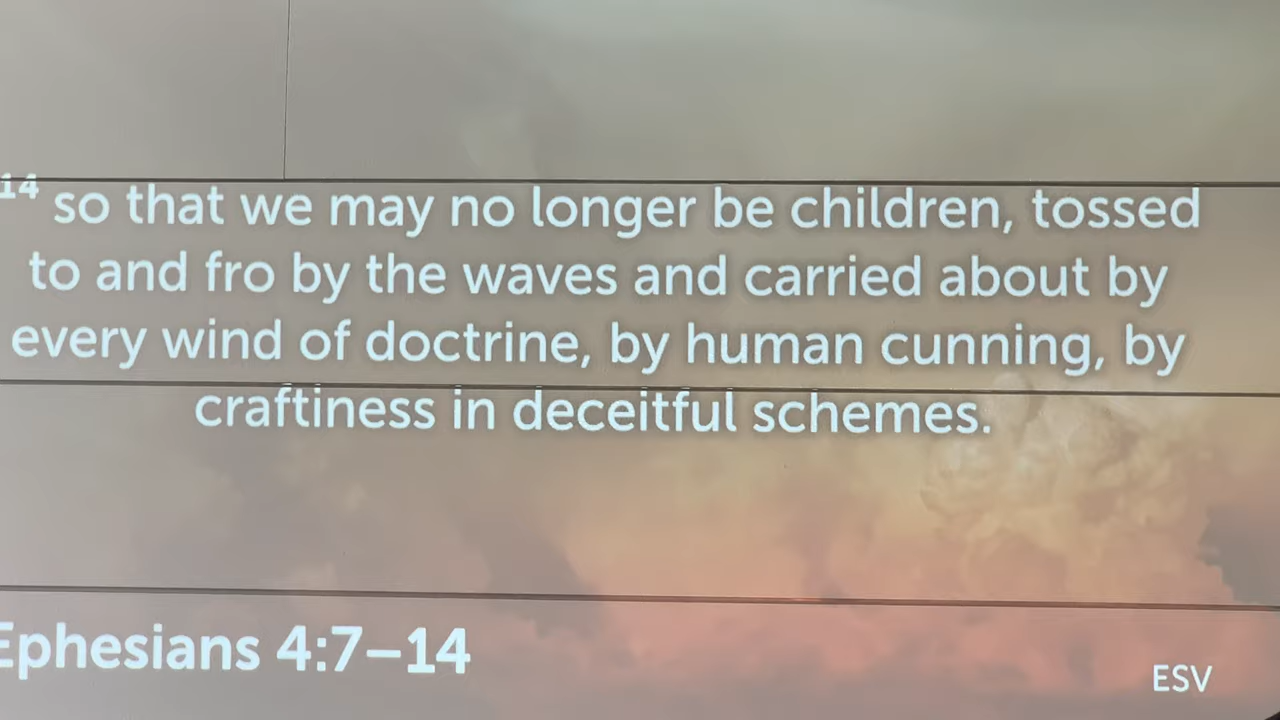 14 so that we may no longer be children, tossed
to and fro by the waves and carried about by
every wind of doctrine, by human cunning, by
craftiness in deceitful schemes.
Ephesians 4:7–14
ESV